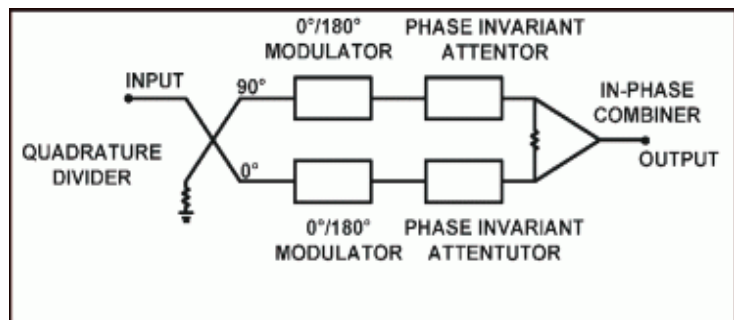 0°/180°
MODULATOR
PHASE INVARIANT
ATTENTOR
INPUT
90°
IN-PHASE
COMBINER
QUADRATURE
DIVIDER
0°
OUTPUT
0°/180°
MODULATOR
PHASE INVARIANT
ATTENTUTOR